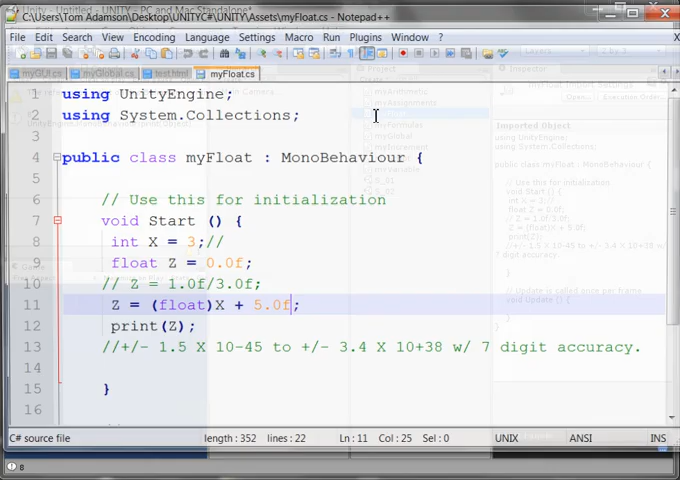 C:\Users\Tom Adamson\Desktop\UNITYC#\UNITY\Assets\myFloat.cs - Notepad++
File Edit Search View Encoding Language Settings Macro Run Plugins Window ? X
myGUI.cs myGlobal.cs test.html myFloat.cs
1 using UnityEngine;
2 using System.Collections;
3
4 public class myFloat : MonoBehaviour {
5
6 // Use this for initialization
7 void Start () {
8 int X = 3;//
9 float Z = 0.0f;
10 // Z = 1.0f/3.0f;
11 Z = (float)X + 5.0f;
12 print(Z);
13 //+/- 1.5 X 10-45 to +/- 3.4 X 10+38 w/ 7 digit accuracy.
14
15 }
16
C# source file length : 352 lines : 22 Ln : 11 Col : 25 Sel : 0 UNIX ANSI INS
8